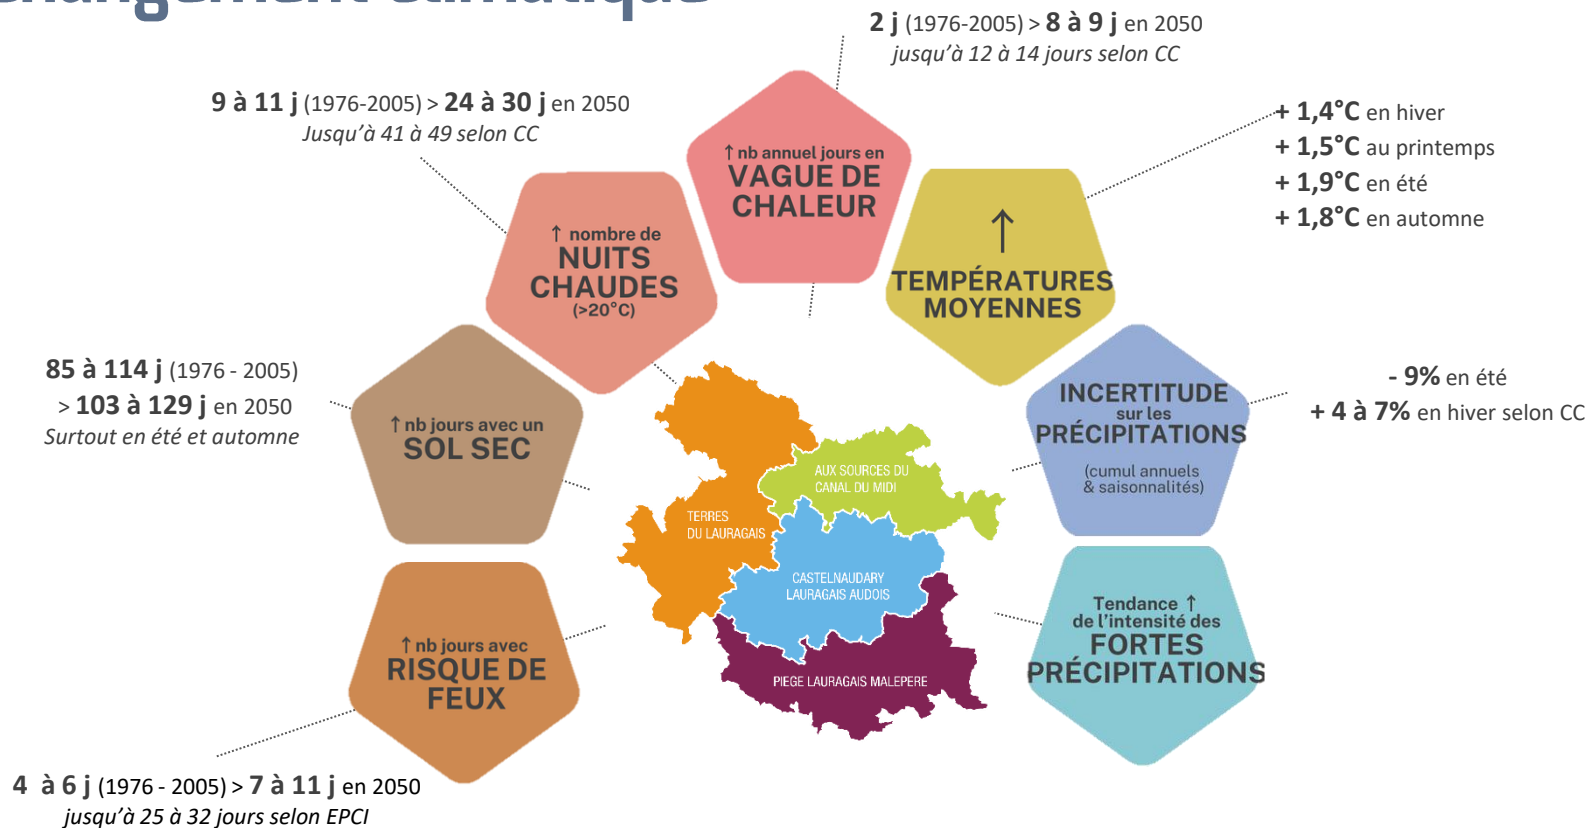 changement climatique
2 j (1976-2005) > 8 à 9 j en 2050
jusqu'à 12 à 14 jours selon CC
9 à 11 j (1976-2005) > 24 à 30 j en 2050
Jusqu'à 41 à 49 selon CC
+ 1,4°C en hiver
+ 1,5°C au printemps
+ 1,9°C en été
+ 1,8°C en automne
↑ nb annuel jours en
VAGUE DE
CHALEUR
↑ nombre de
NUITS
CHAUDES
(>20°C)
↑
TEMPÉRATURES
MOYENNES
85 à 114 j (1976 - 2005)
> 103 à 129 j en 2050
Surtout en été et automne
↑ nb jours avec un
SOL SEC
INCERTITUDE
sur les
PRÉCIPITATIONS
(cumul annuels
& saisonnalités)
- 9% en été
+ 4 à 7% en hiver selon CC
AUX SOURCES DU
CANAL DU MIDI
TERRES
DU LAURAGAIS
CASTELNAUDARY
LAURAGAIS AUDOIS
PIEGE LAURAGAIS MALEPERE
↑ nb jours avec
RISQUE DE
FEUX
Tendance ↑
de l'intensité des
FORTES
PRÉCIPITATIONS
4 à 6 j (1976 - 2005) > 7 à 11 j en 2050
jusqu'à 25 à 32 jours selon EPCI